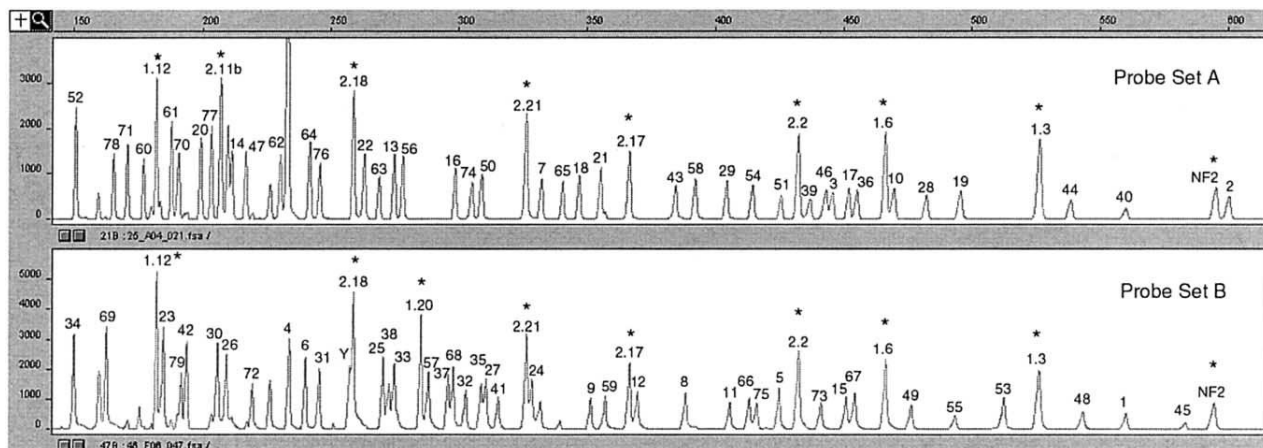 150 200 250 300 350 400 450 500 550 600
Probe Set A
3000
2000
1000
0
52 78 71 60 * 1.12 61 70 20 77 * 2.11b 14 47 62 64 76 * 2.18 22 63 13 56 16 74 50 * 2.21 7 65 18 21 * 2.17 43 58 29 54 51 * 2.2 39 46 3 17 36 * 1.6 10 28 19 * 1.3 44 40 * NF2 2
21B :25_A04_021.fsa /
Probe Set B
5000
4000
3000
2000
1000
0
34 69 1.12 * 23 79 42 30 26 72 4 6 31 Y * 2.18 25 38 33 * 1.20 57 37 68 32 35 27 41 * 2.21 24 9 59 * 2.17 12 8 11 66 75 5 * 2.2 73 15 67 * 1.6 49 55 53 * 1.3 48 1 45 * NF2
47B :48_F06_047.fsa /